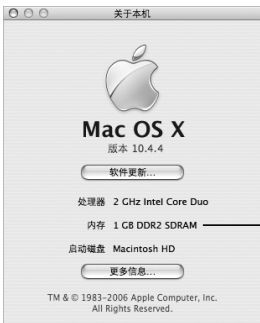 关于本机
Mac OS X
版本 10.4.4
软件更新...
处理器 2 GHz Intel Core Duo
内存 1 GB DDR2 SDRAM
启动磁盘 Macintosh HD
更多信息...
TM & © 1983-2006 Apple Computer, Inc.
All Rights Reserved.